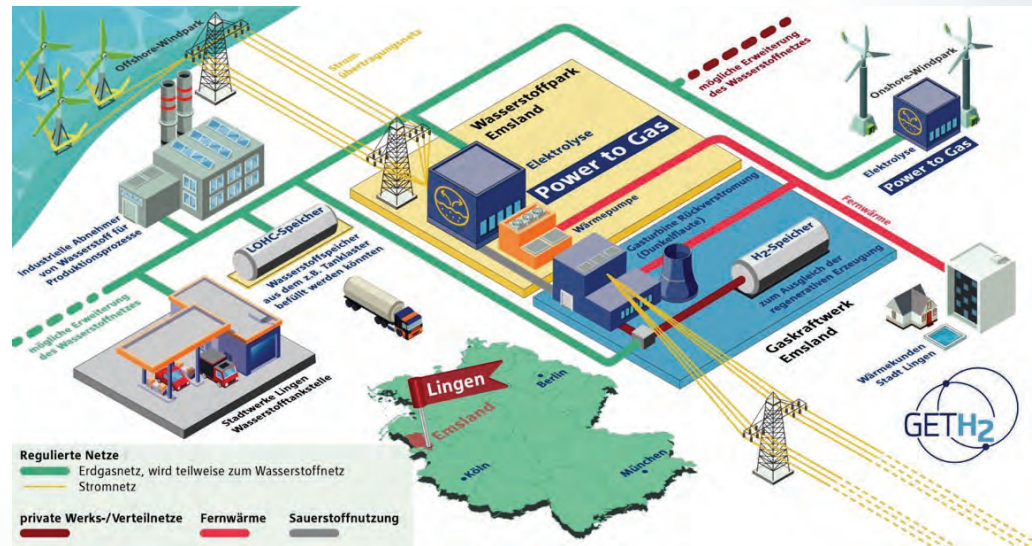 Offshore-Windpark
Strom-
übertragungsnetz
mögliche Erweiterung
des Wasserstoffnetzes
Onshore-Windpark
Elektrolyse
Power to Gas
Wasserstoffpark
Emsland
Elektrolyse
Power to Gas
Wärmepumpe
Fernwärme
Industrielle Abnehmer
von Wasserstoff für
Produktionsprozesse
LOHC-Speicher
Wasserstoffspeicher
aus dem z.B. Tanklaster
befüllt werden könnten
Gasturbine Rückverstromung
(Dunkelflaute)
H2-Speicher
zum Ausgleich der
regenerativen Erzeugung
Gaskraftwerk
Emsland
Wärmekunden
Stadt Lingen
mögliche Erweiterung
des Wasserstoffnetzes
Stadtwerke Lingen
Wasserstofftankstelle
Lingen
Emsland
Berlin
Köln
München
GETH2
Regulierte Netze
Erdgasnetz, wird teilweise zum Wasserstoffnetz
Stromnetz
private Werks-/Verteilnetze
Fernwärme
Sauerstoffnutzung